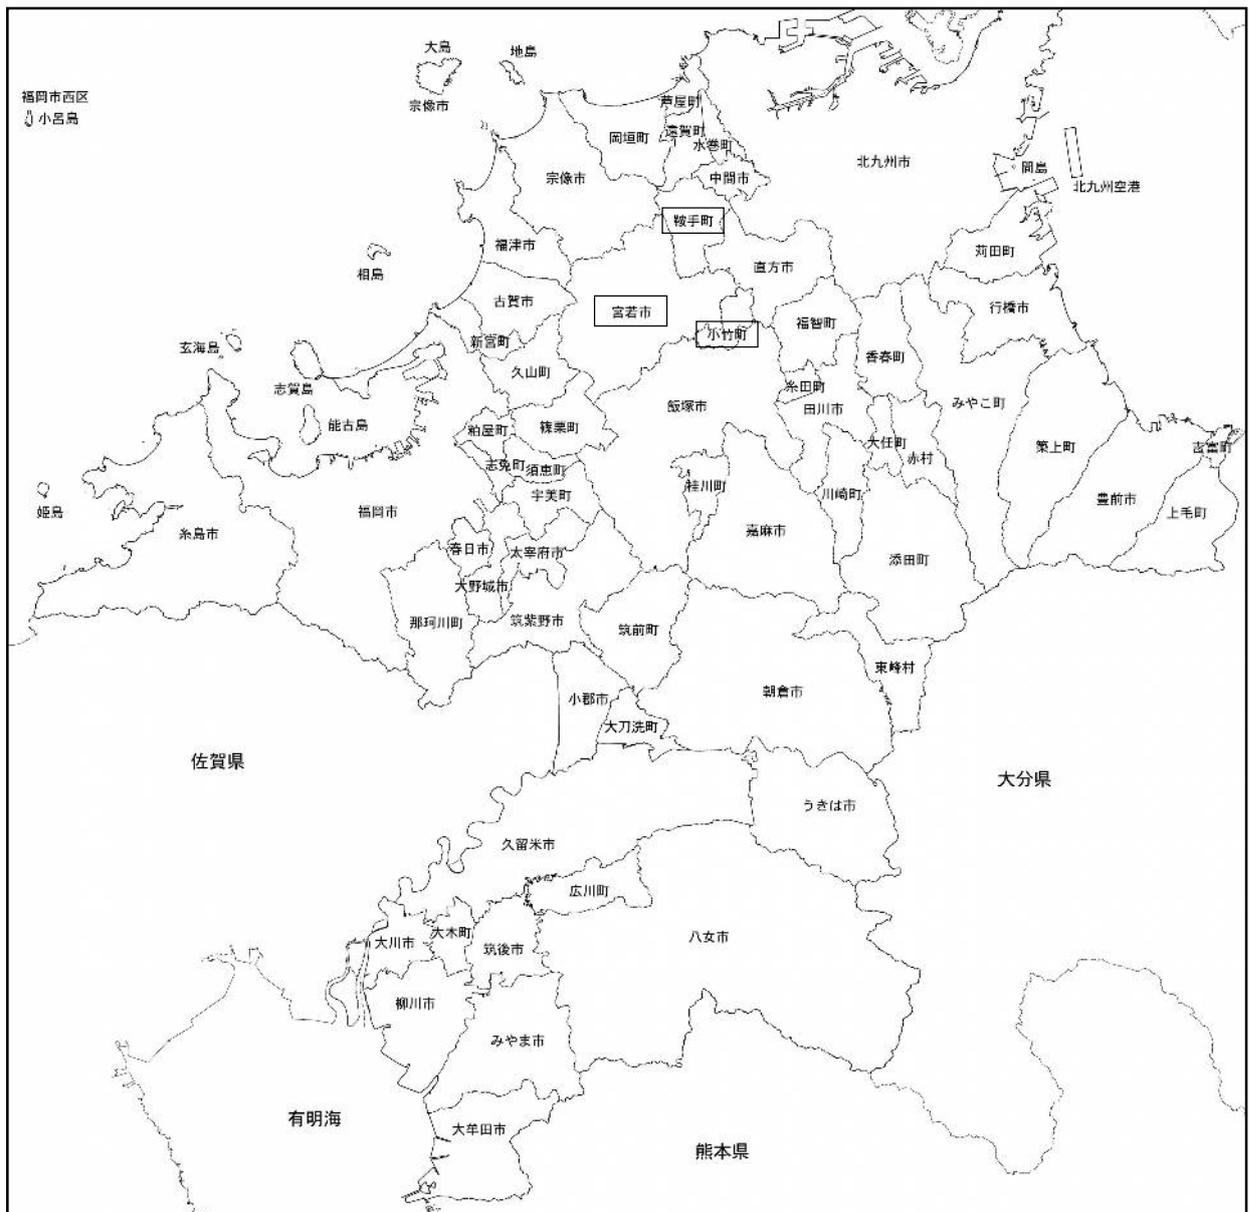 大島
地島
福岡市西区
小呂島
宗像市
芦屋町
遠賀町
岡垣町
水巻町
北九州市
宗像市
中間市
間島
北九州空港
鞍手町
福津市
相島
直方市
苅田町
古賀市
宮若市
行橋市
福智町
小竹町
新宮町
玄海島
香春町
久山町
志賀島
糸田町
みやこ町
飯塚市
田川市
能古島
粕屋町
篠栗町
大任町
築上町
吉富町
赤村
志免町
須恵町
桂川町
川崎町
宇美町
豊前市
姫島
福岡市
上毛町
糸島市
嘉麻市
春日市
太宰府市
添田町
大野城市
那珂川町
筑紫野市
筑前町
東峰村
小郡市
朝倉市
大刀洗町
佐賀県
大分県
うきは市
久留米市
広川町
大川市
大木町
筑後市
八女市
柳川市
みやま市
有明海
大牟田市
熊本県